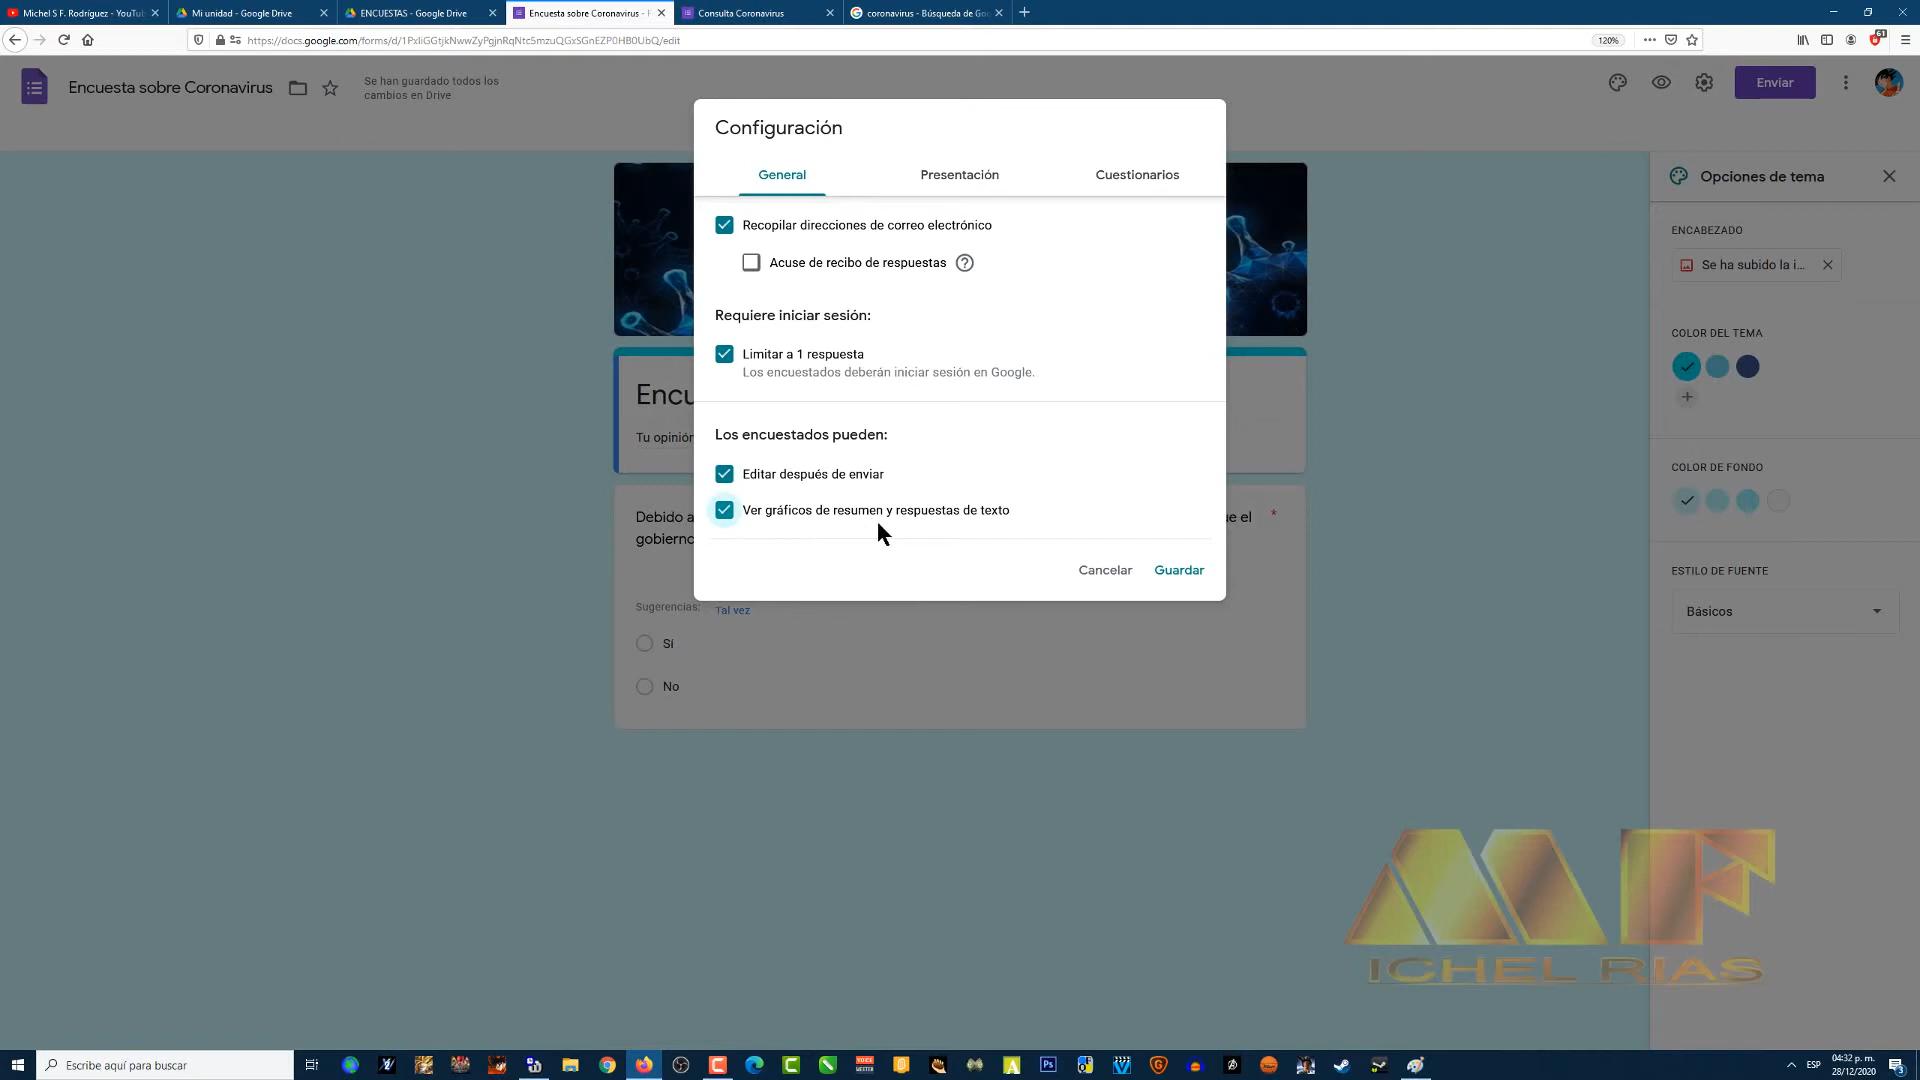 Michel S F. Rodríguez - YouTub
Mi unidad - Google Drive
ENCUESTAS - Google Drive
Encuesta sobre Coronavirus -
Consulta Coronavirus
coronavirus - Búsqueda de Go
https://docs.google.com/forms/d/1PxliGGtjkNwwZyPgjnRqNtc5mzuQGxSGnEZP0HB0UbQ/edit
120%
61
Encuesta sobre Coronavirus
Se han guardado todos los
cambios en Drive
Enviar
Configuración
General
Presentación
Cuestionarios
Recopilar direcciones de correo electrónico
Acuse de recibo de respuestas
Requiere iniciar sesión:
Limitar a 1 respuesta
Los encuestados deberán iniciar sesión en Google.
Los encuestados pueden:
Editar después de enviar
Ver gráficos de resumen y respuestas de texto
Cancelar
Guardar
Encu
Tu opinión
Debido a
ue el
*
gobierno
Sugerencias:
Tal vez
Sí
No
Opciones de tema
ENCABEZADO
Se ha subido la i...
COLOR DEL TEMA
COLOR DE FONDO
ESTILO DE FUENTE
Básicos
MF
ICHEL RIAS
Escribe aquí para buscar
ESP
04:32 p. m.
28/12/2020
3